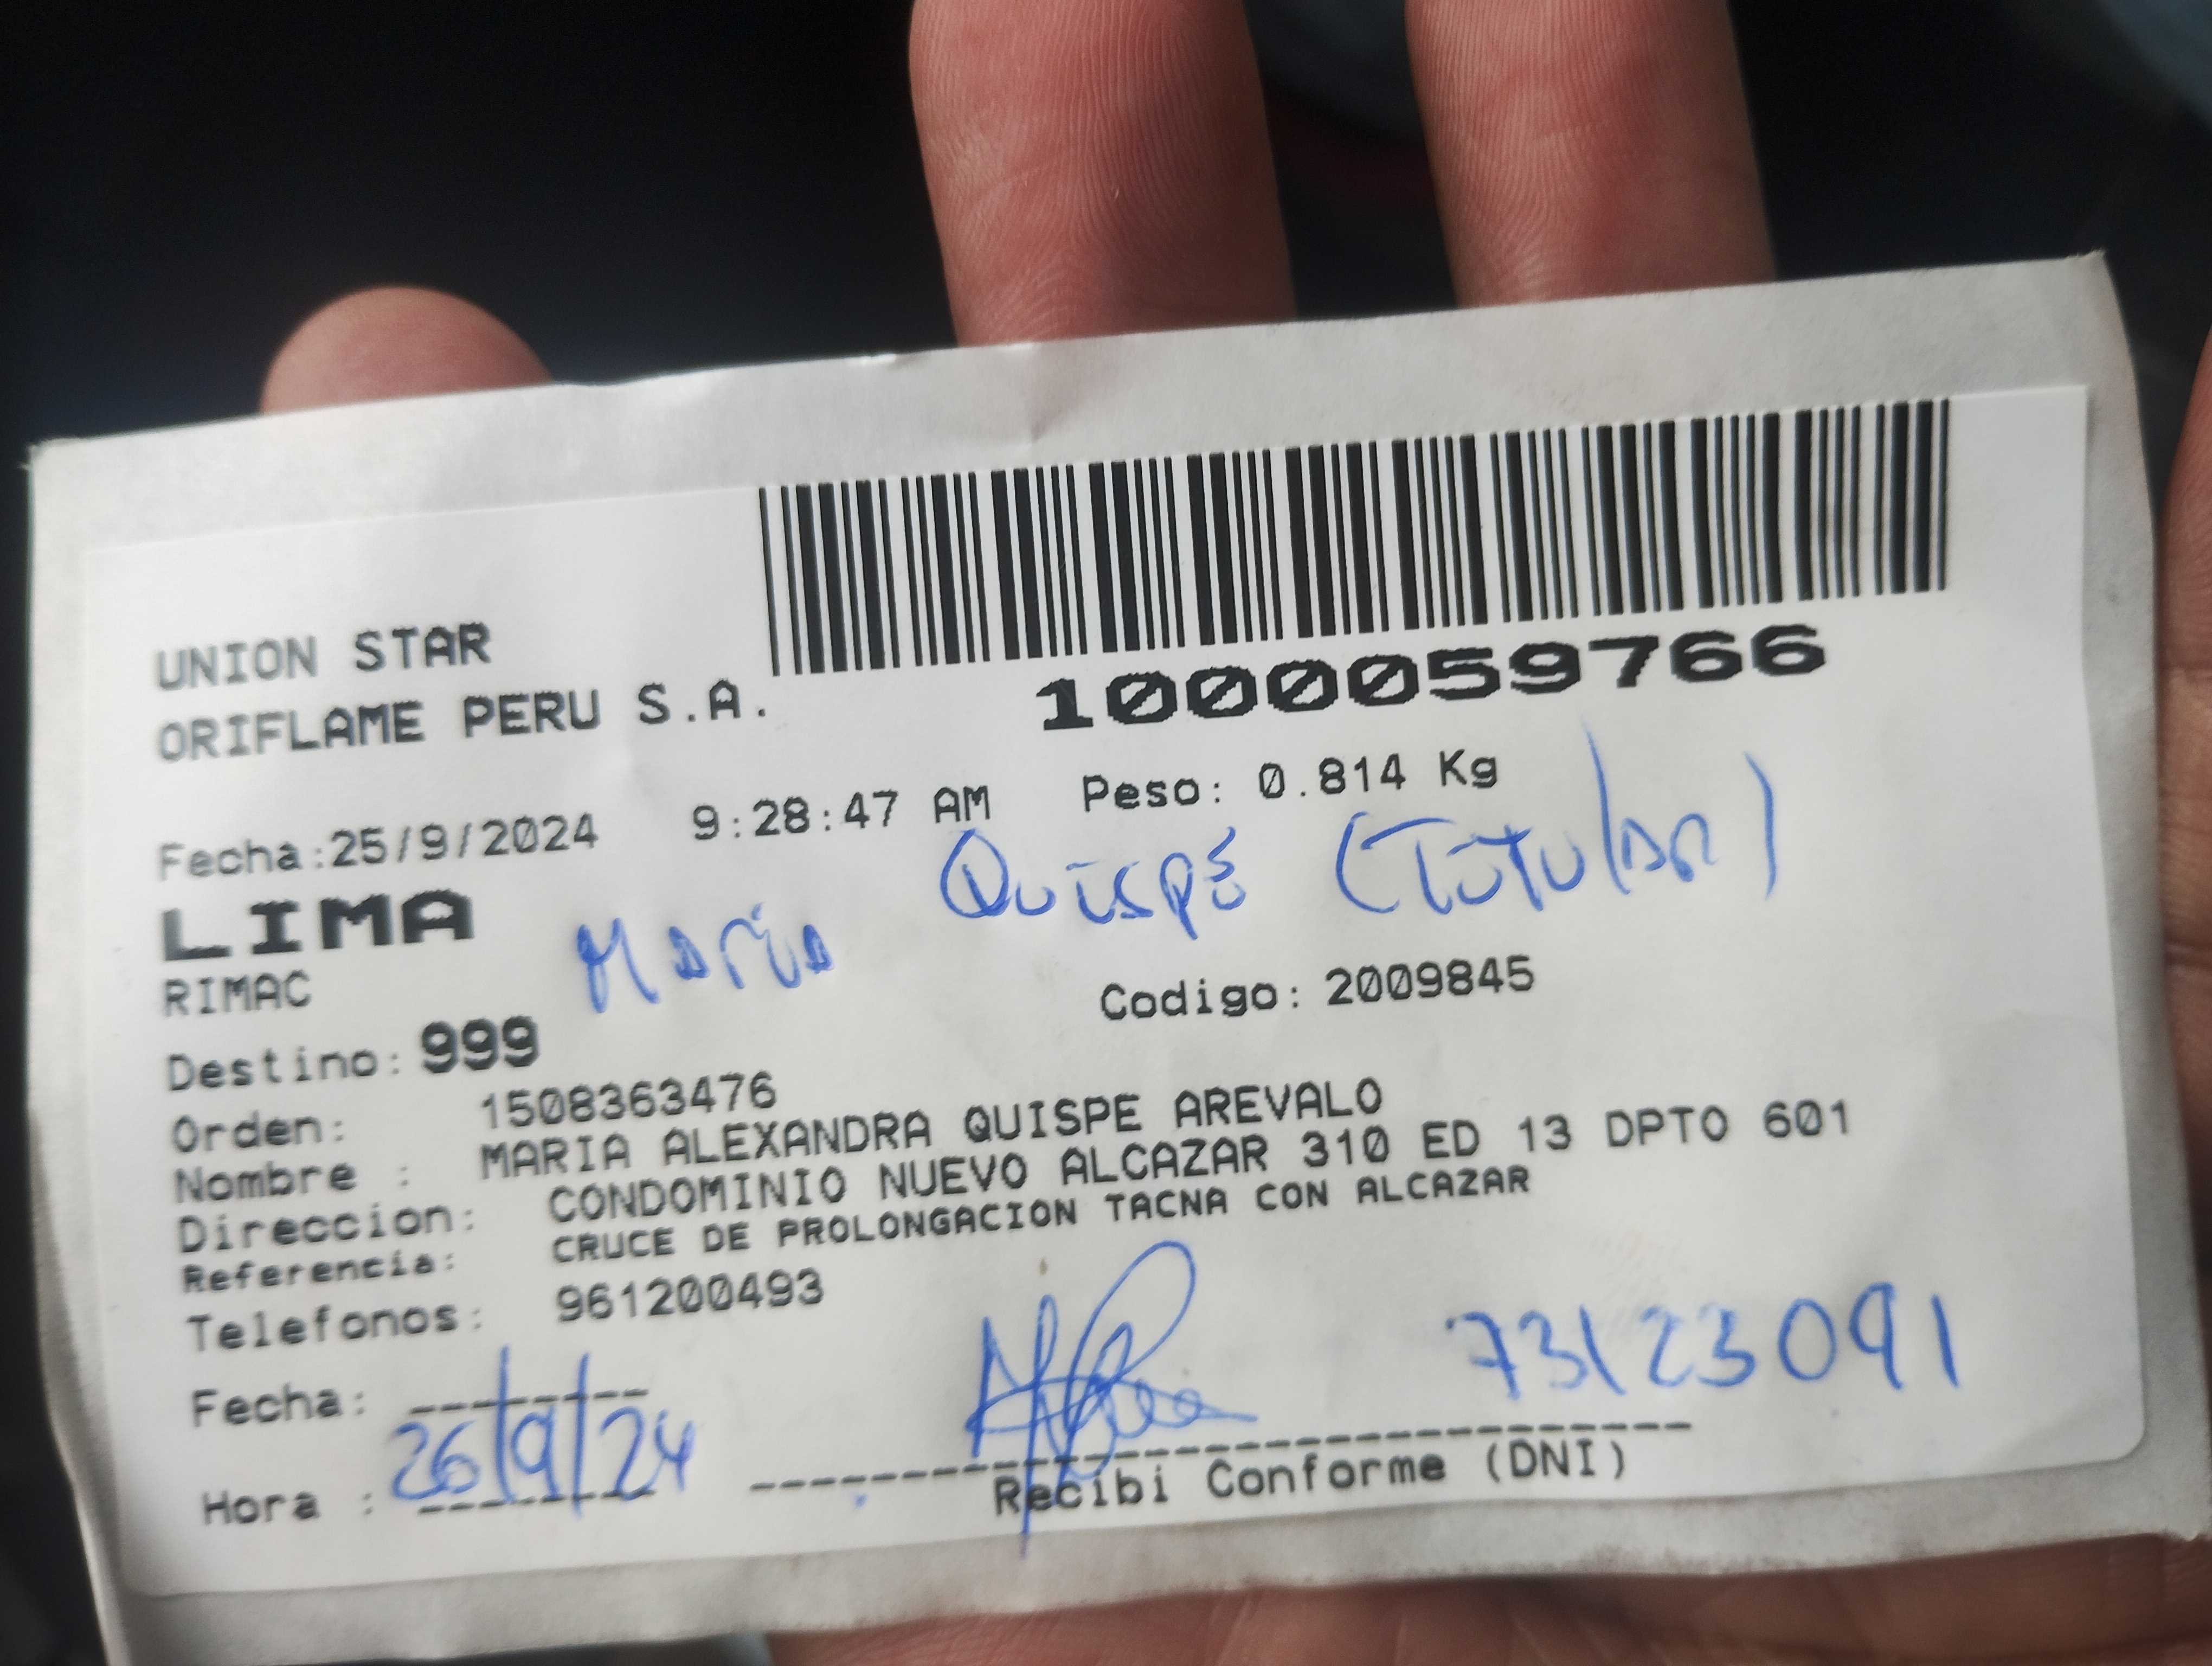 UNION STAR
ORIFLAME PERU S.A.
1000059766
Fecha:25/9/2024 9:28:47 AM Peso: 0.814 Kg
LIMA
Maria Quispe (Titular)
RIMAC
Codigo: 2009845
Destino: 999
Orden: 1508363476
Nombre : MARIA ALEXANDRA QUISPE AREVALO
Direccion: CONDOMINIO NUEVO ALCAZAR 310 ED 13 DPTO 601
Referencia: CRUCE DE PROLONGACION TACNA CON ALCAZAR
Telefonos: 961200493
73123091
Fecha: 26/9/24
Hora :
Recibi Conforme (DNI)